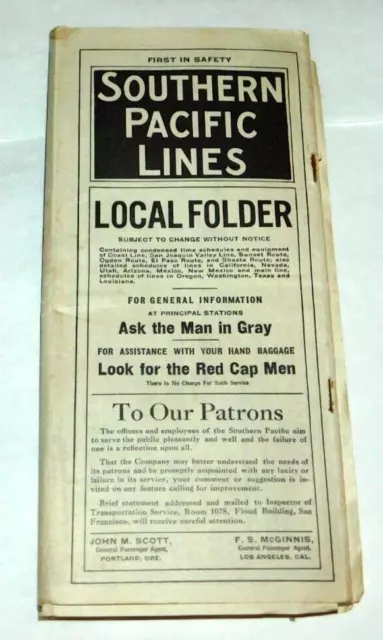 FIRST IN SAFETY
SOUTHERN
PACIFIC
LINES
LOCAL FOLDER
SUBJECT TO CHANGE WITHOUT NOTICE
Containing condensed time schedules and equipment
of Coast Line, San Joaquin Valley Line, Sunset Route,
Ogden Route, El Paso Route, and Shasta Route; also
detailed schedules of lines in California, Nevada,
Utah, Arizona, Mexico, New Mexico and main line,
schedules of lines in Oregon, Washington, Texas and
Louisiana.
FOR GENERAL INFORMATION
AT PRINCIPAL STATIONS
Ask the Man in Gray
FOR ASSISTANCE WITH YOUR HAND BAGGAGE
Look for the Red Cap Men
There Is No Charge For Such Service.
To Our Patrons
The officers and employees of the Southern Pacific aim
to serve the public pleasantly and well and the failure of
one is a reflection upon all.
That the Company may better understand the needs of
its patrons and be promptly acquainted with any laxity or
failure in its service, your comment or suggestion is in-
vited on any feature calling for improvement.
Brief statement addressed and mailed to Inspector of
Transportation Service, Room 1078, Flood Building, San
Francisco, will receive careful attention.
JOHN M. SCOTT,
General Passenger Agent,
PORTLAND, ORE.
F. S. McGINNIS,
General Passenger Agent,
LOS ANGELES, CAL.